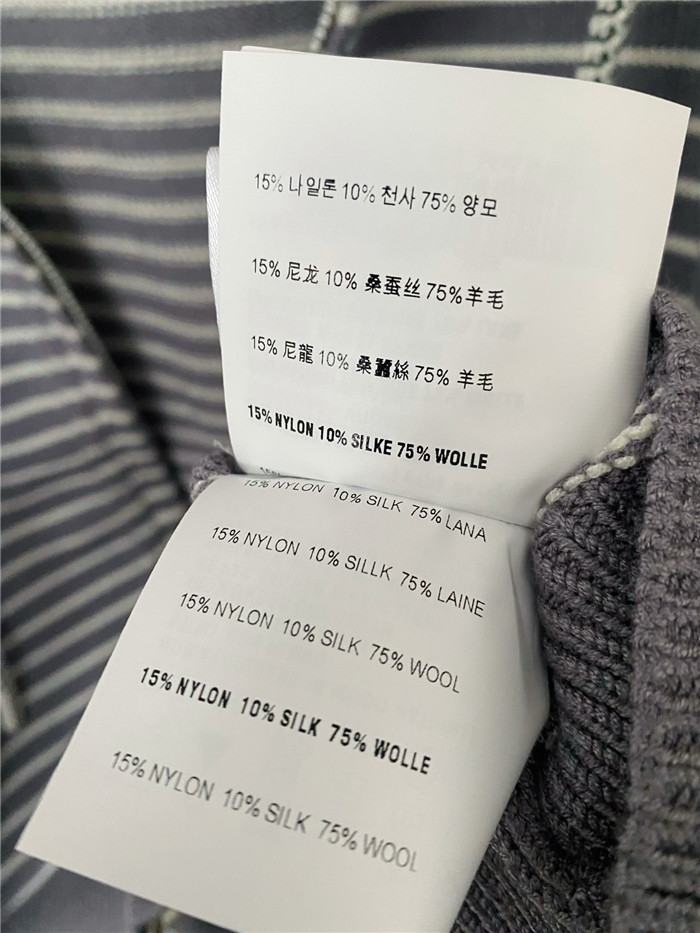 15% 나일론 10% 천사 75% 양모
15% 尼龙 10% 桑蚕丝 75% 羊毛
15% 尼龍 10% 桑蠶絲 75% 羊毛
15% NYLON 10% SILKE 75% WOLLE
15% NYLON 10% SILK 75% LANA
15% NYLON 10% SILLK 75% LAINE
15% NYLON 10% SILK 75% WOOL
15% NYLON 10% SILK 75% WOLLE
15% NYLON 10% SILK 75% WOOL